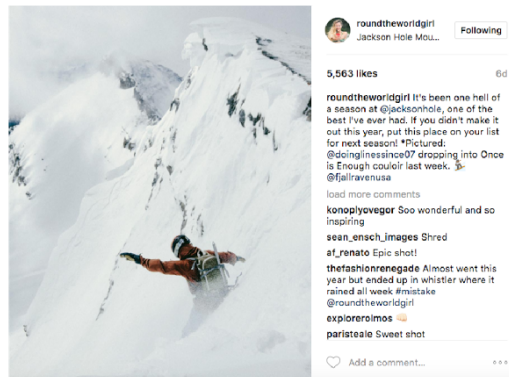 roundtheworldgirl
Jackson Hole Mou...
Following
5,563 likes
6d
roundtheworldgirl It's been one hell of
a season at @jacksonhole, one of the
best I've ever had. If you didn't make it
out this year, put this place on your list
for next season! *Pictured:
@doinglinessince07 dropping into Once
is Enough couloir last week.
@fjallravenusa
load more comments
konoplyovegor Soo wonderful and so
inspiring
sean_ensch_images Shred
af_renato Epic shot!
thefashionrenegade Almost went this
year but ended up in whistler where it
rained all week #mistake
@roundtheworldgirl
explorerolmos 👊🏻
paristeale Sweet shot
Add a comment...